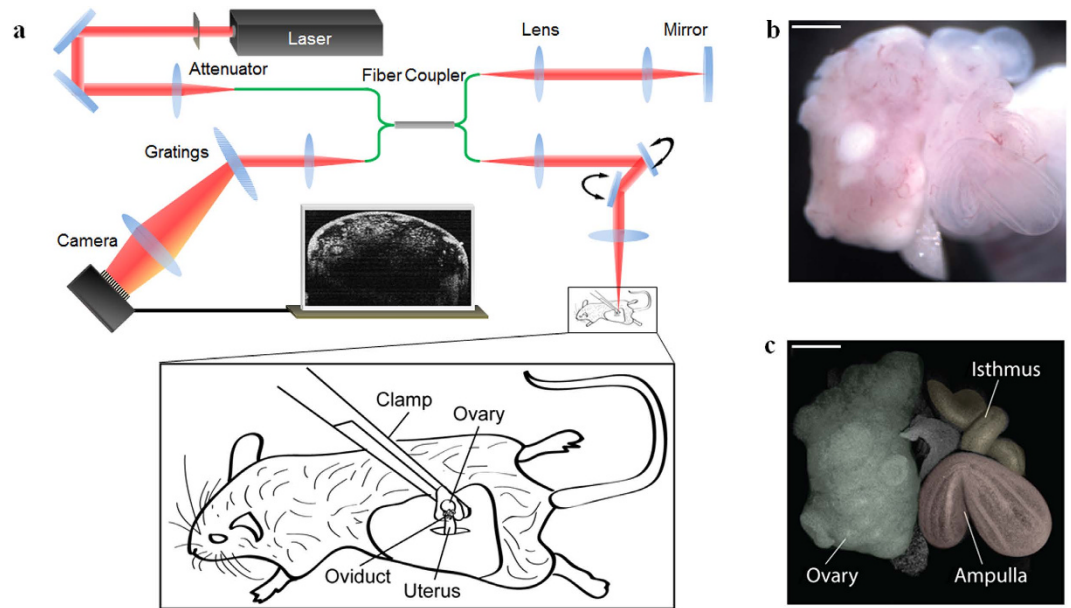 a
Laser
Attenuator
Fiber Coupler
Lens
Mirror
Gratings
Camera
Clamp
Ovary
Oviduct
Uterus
b
c
Isthmus
Ovary
Ampulla